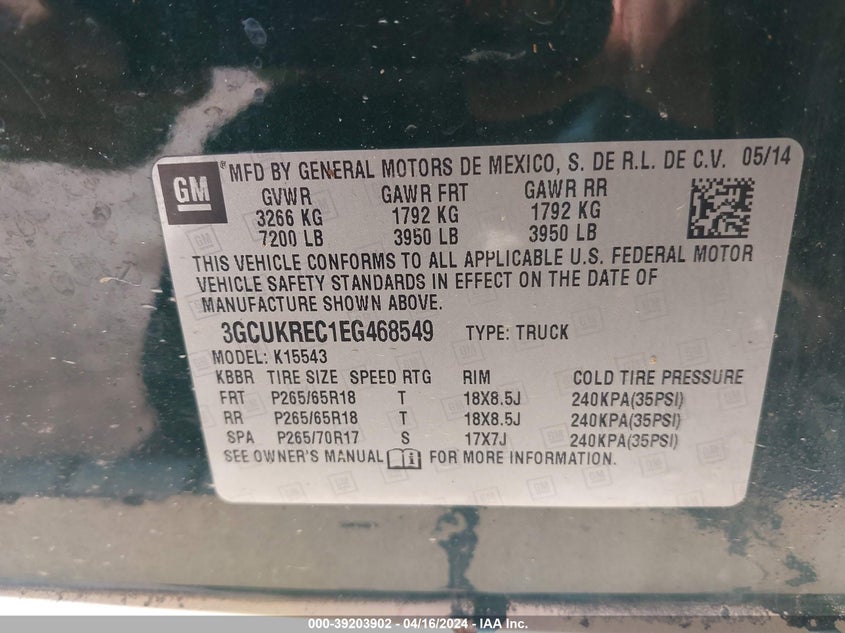 GM ® MFD BY GENERAL MOTORS DE MEXICO, S. DE R.L. DE C.V. 05/14
GVWR GAWR FRT GAWR RR
3266 KG 1792 KG 1792 KG
7200 LB 3950 LB 3950 LB
THIS VEHICLE CONFORMS TO ALL APPLICABLE U.S. FEDERAL MOTOR
VEHICLE SAFETY STANDARDS IN EFFECT ON THE DATE OF
MANUFACTURE SHOWN ABOVE.
3GCUKREC1EG468549 TYPE: TRUCK
MODEL: K15543
KBBR TIRE SIZE SPEED RTG RIM COLD TIRE PRESSURE
FRT P265/65R18 T 18X8.5J 240KPA(35PSI)
RR P265/65R18 T 18X8.5J 240KPA(35PSI)
SPA P265/70R17 S 17X7J 240KPA(35PSI)
SEE OWNER'S MANUAL FOR MORE INFORMATION.
000-39203902 - 04/16/2024 - IAA, Inc.